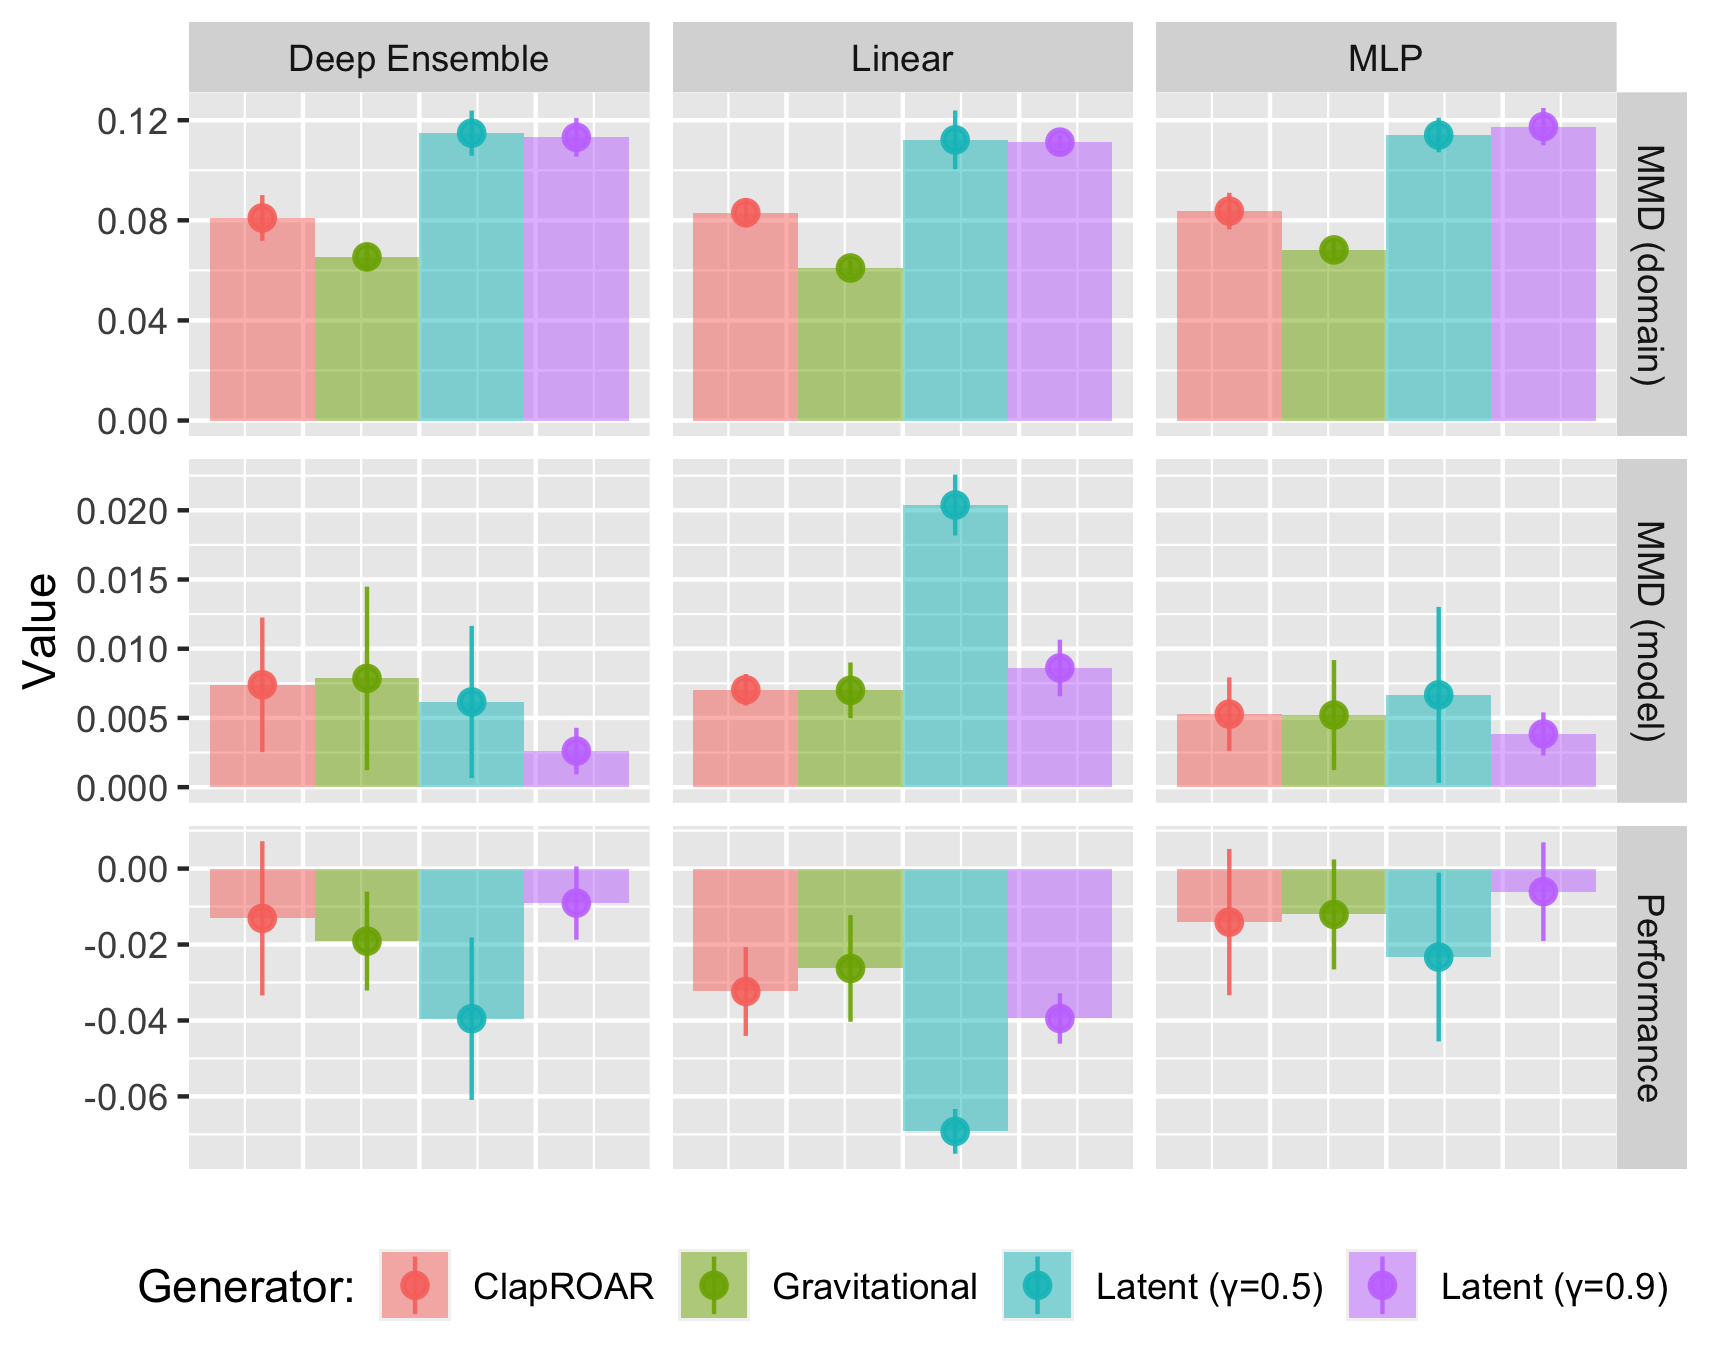 Deep Ensemble
Linear
MLP
0.12
0.08
0.04
0.00
MMD (domain)
0.020
0.015
0.010
0.005
0.000
MMD (model)
Value
0.00
-0.02
-0.04
-0.06
Performance
Generator: ClapROAR Gravitational Latent (γ=0.5) Latent (γ=0.9)